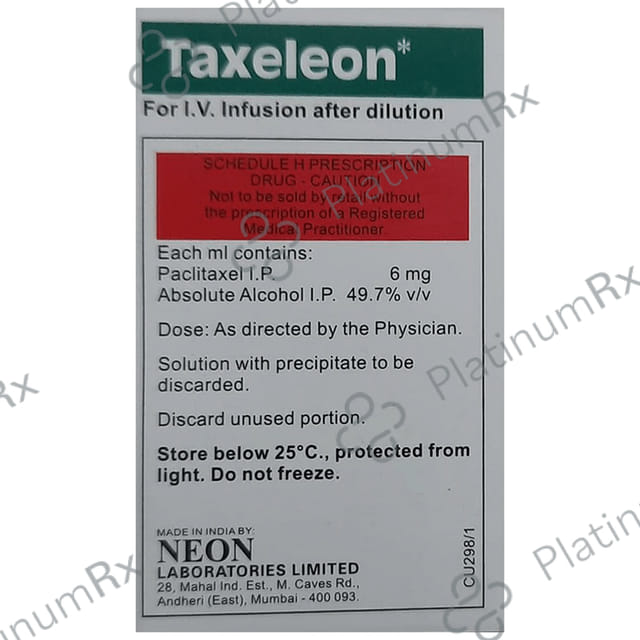 Taxeleon*
For I.V. Infusion after dilution
SCHEDULE H PRESCRIPTION
DRUG - CAUTION
Not to be sold by retail without
the prescription of a Registered
Medical Practitioner.
Each ml contains:
Paclitaxel I.P. 6 mg
Absolute Alcohol I.P. 49.7% v/v
Dose: As directed by the Physician.
Solution with precipitate to be
discarded.
Discard unused portion.
Store below 25°C., protected from
light. Do not freeze.
MADE IN INDIA BY:
NEON
LABORATORIES LIMITED
28, Mahal Ind. Est., M. Caves Rd.,
Andheri (East), Mumbai - 400 093.
CU298/1
PlatinumRx
PlatinumRx
PlatinumRx
PlatinumRx
PlatinumRx
inumRx
Rx